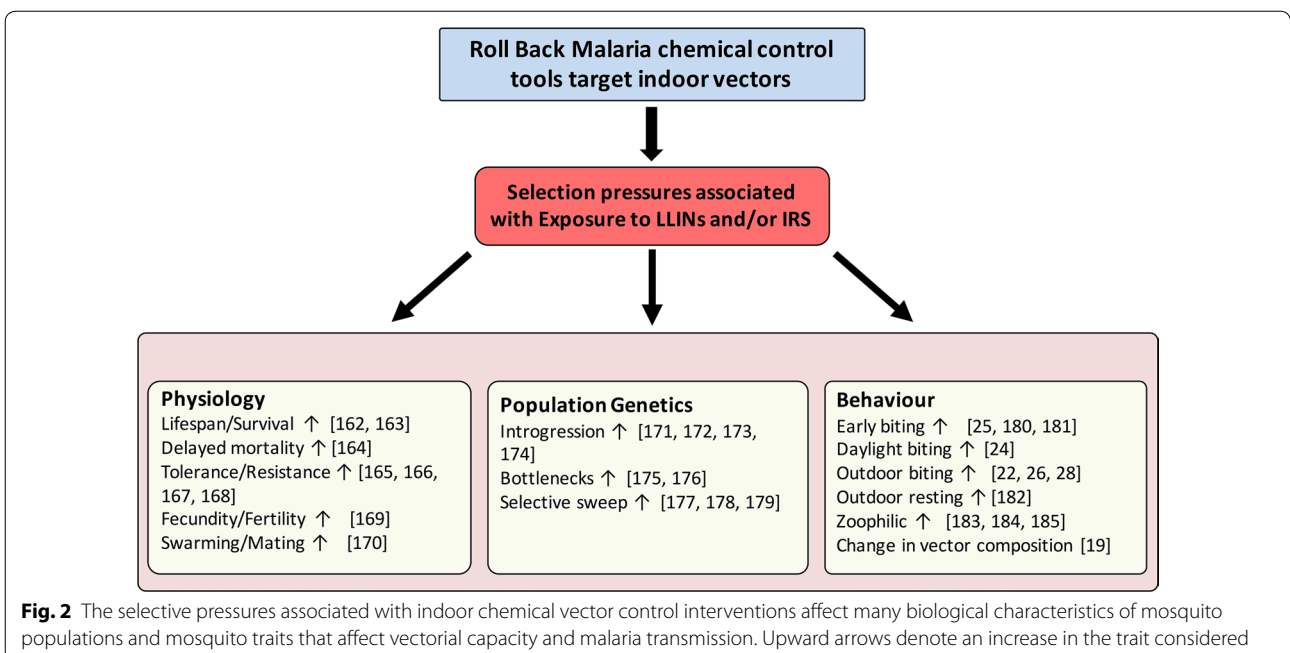 Roll Back Malaria chemical control
tools target indoor vectors
Selection pressures associated
with Exposure to LLINs and/or IRS
Physiology
Lifespan/Survival ↑ [162, 163]
Delayed mortality ↑ [164]
Tolerance/Resistance ↑ [165, 166,
167, 168]
Fecundity/Fertility ↑ [169]
Swarming/Mating ↑ [170]
Population Genetics
Introgression ↑ [171, 172, 173,
174]
Bottlenecks ↑ [175, 176]
Selective sweep ↑ [177, 178, 179]
Behaviour
Early biting ↑ [25, 180, 181]
Daylight biting ↑ [24]
Outdoor biting ↑ [22, 26, 28]
Outdoor resting ↑ [182]
Zoophilic ↑ [183, 184, 185]
Change in vector composition [19]
Fig. 2 The selective pressures associated with indoor chemical vector control interventions affect many biological characteristics of mosquito
populations and mosquito traits that affect vectorial capacity and malaria transmission. Upward arrows denote an increase in the trait considered